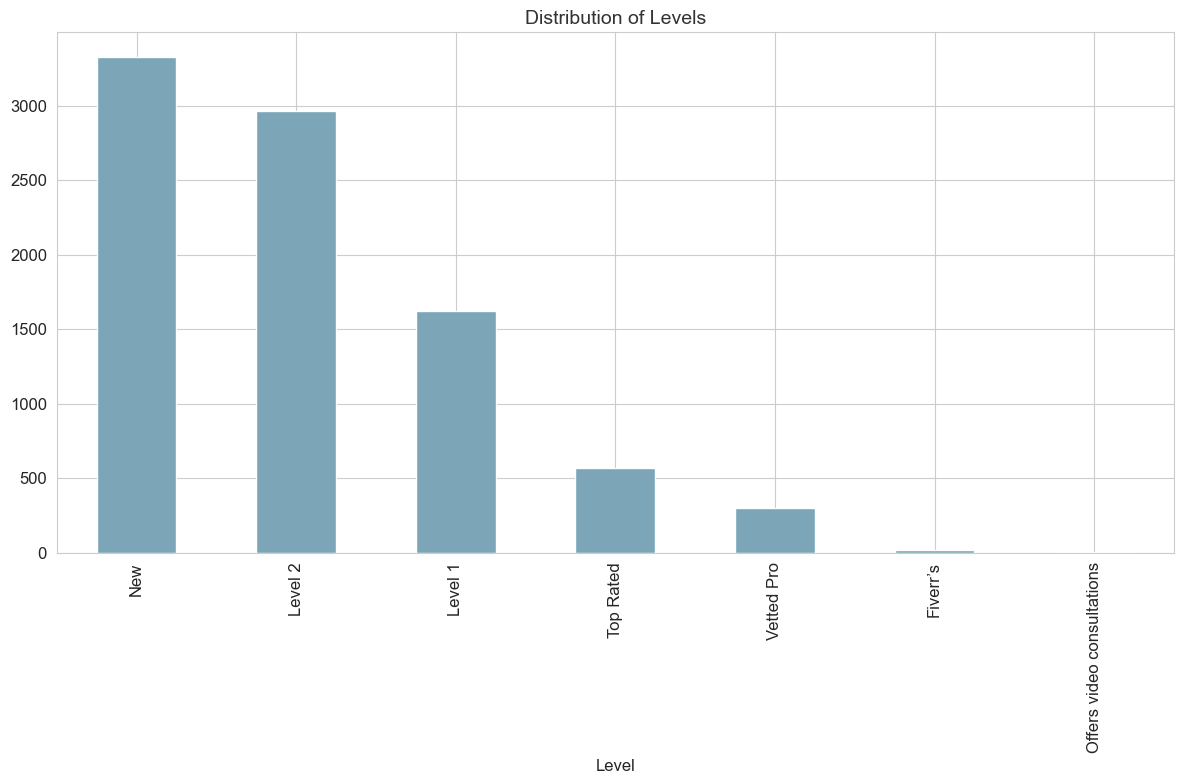 Distribution of Levels
3000
2500
2000
1500
1000
500
0
New
Level 2
Level 1
Top Rated
Vetted Pro
Fiverr’s
Offers video consultations
Level